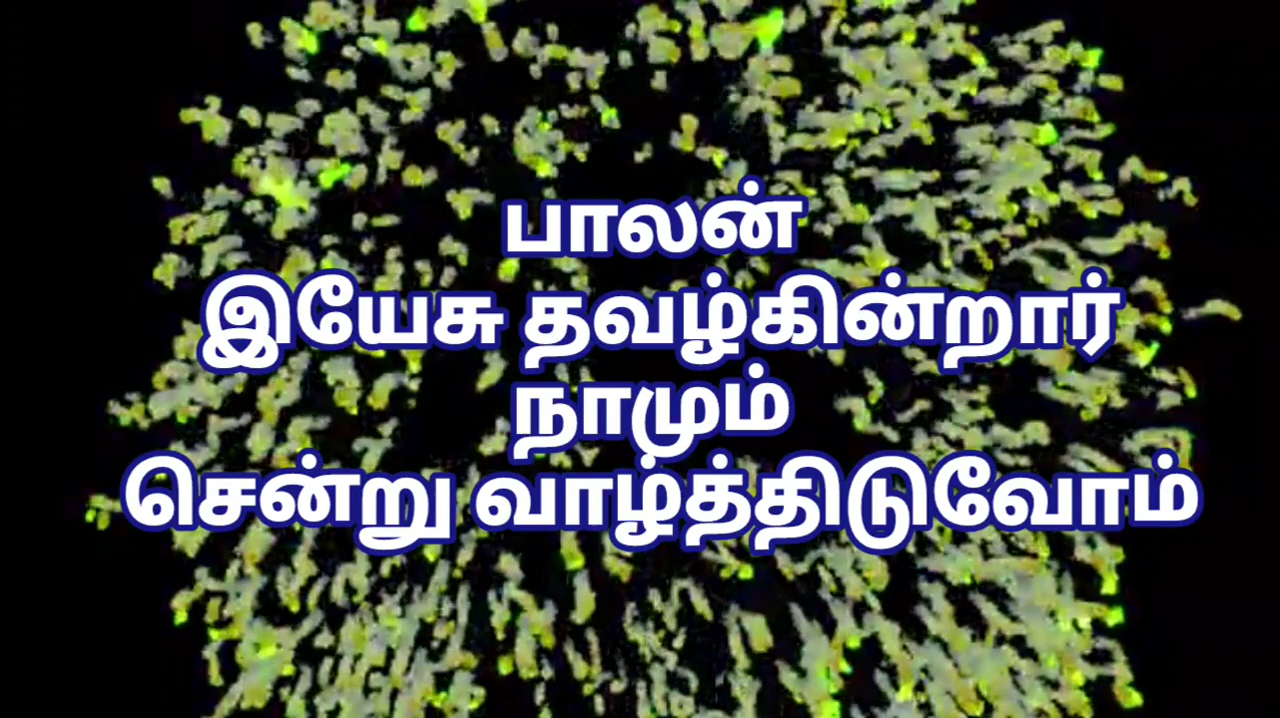 பாலன்
இயேசு தவழ்கின்றார்
நாமும்
சென்று வாழ்த்திடுவோம்